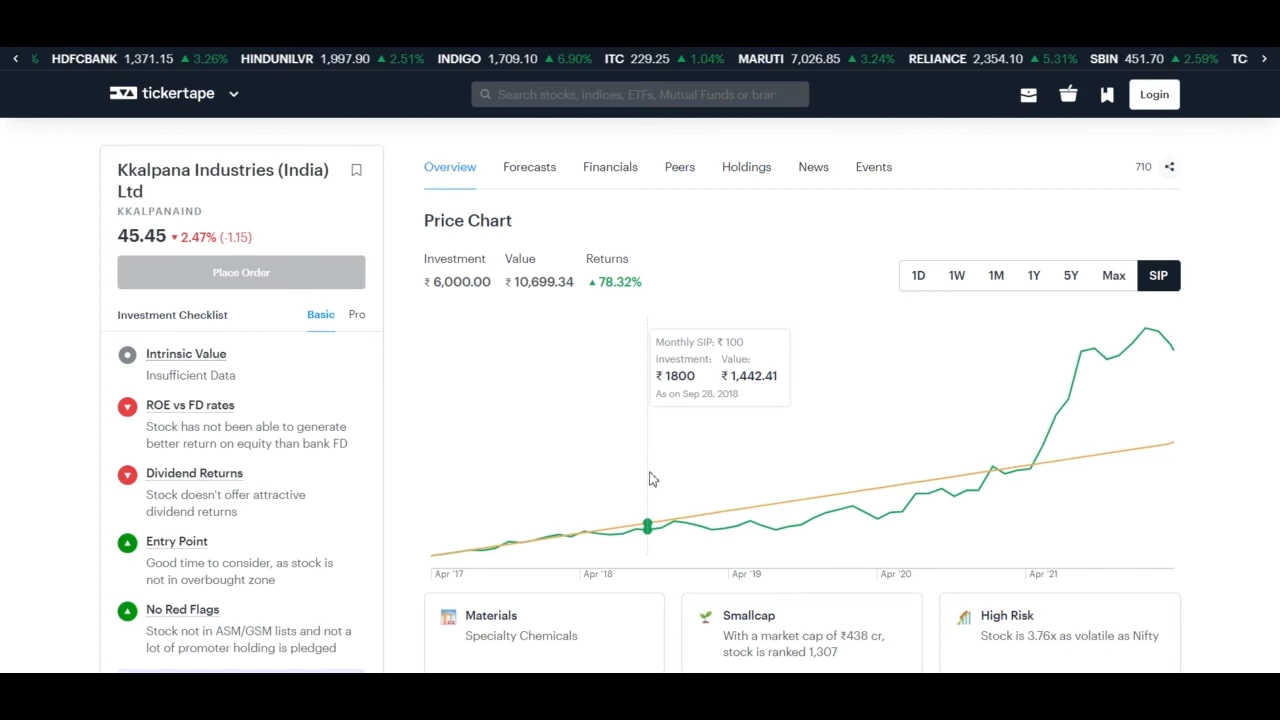 % HDFCBANK 1,371.15 ▲ 3.26% HINDUNILVR 1,997.90 ▲ 2.51% INDIGO 1,709.10 ▲ 6.90% ITC 229.25 ▲ 1.04% MARUTI 7,026.85 ▲ 3.24% RELIANCE 2,354.10 ▲ 5.31% SBIN 451.70 ▲ 2.59% TC
tickertape
Search stocks, indices, ETFs, Mutual Funds or bran
Login
Kkalpana Industries (India)
Ltd
KKALPANAIND
45.45 ▼ 2.47% (-1.15)
Place Order
Investment Checklist Basic Pro
Intrinsic Value
Insufficient Data
ROE vs FD rates
Stock has not been able to generate
better return on equity than bank FD
Dividend Returns
Stock doesn't offer attractive
dividend returns
Entry Point
Good time to consider, as stock is
not in overbought zone
No Red Flags
Stock not in ASM/GSM lists and not a
lot of promoter holding is pledged
Overview Forecasts Financials Peers Holdings News Events 710
Price Chart
Investment Value Returns
₹ 6,000.00 ₹ 10,699.34 ▲ 78.32%
1D 1W 1M 1Y 5Y Max SIP
Monthly SIP: ₹ 100
Investment: Value:
₹ 1800 ₹ 1,442.41
As on Sep 28, 2018
Apr '17 Apr '18 Apr '19 Apr '20 Apr '21
Materials
Specialty Chemicals
Smallcap
With a market cap of ₹438 cr,
stock is ranked 1,307
High Risk
Stock is 3.76x as volatile as Nifty